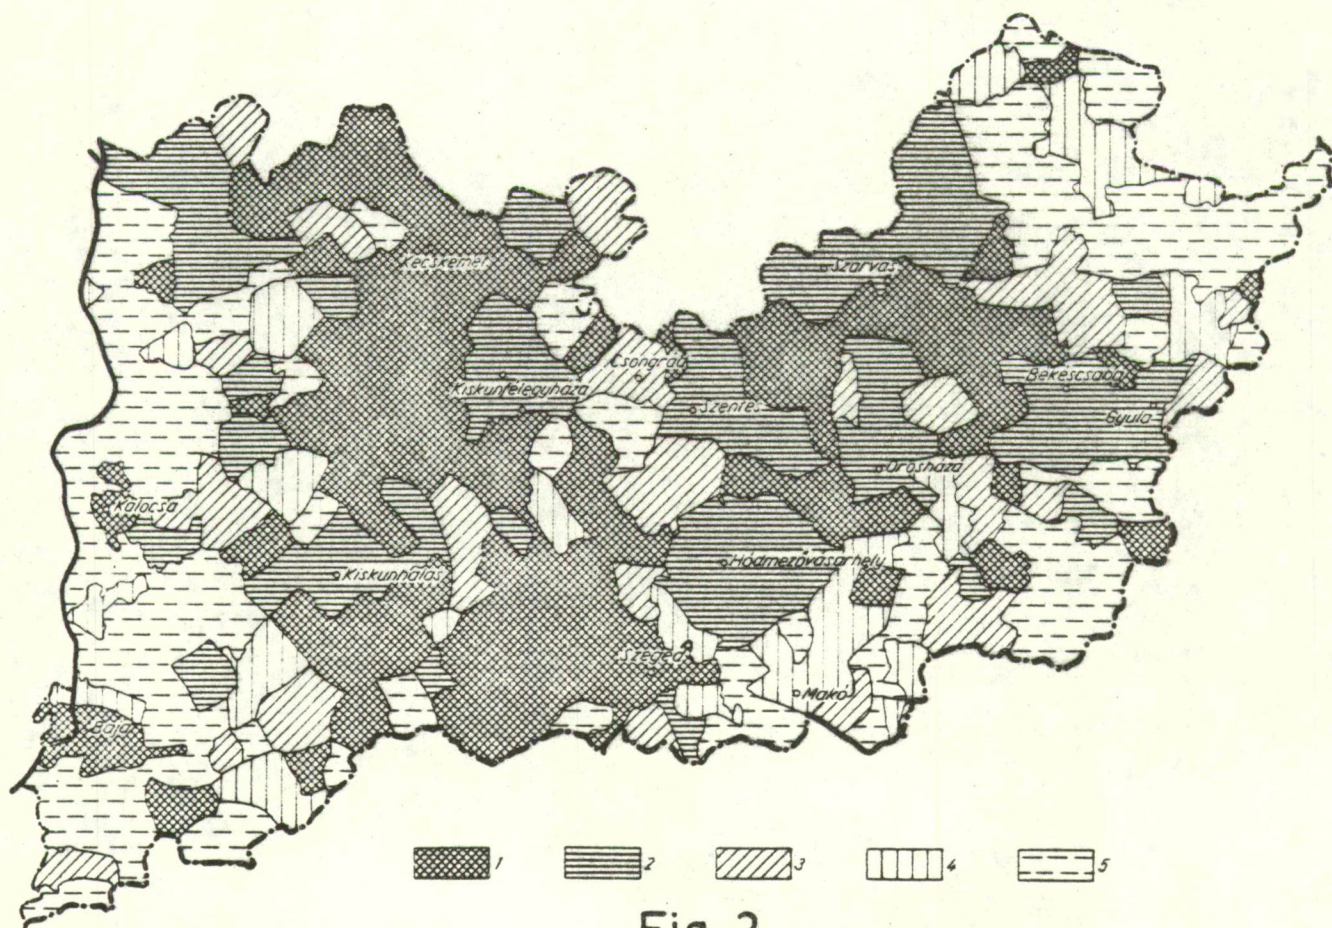 Kecskemét
Szarvas
Csongrád
Kiskunfélegyháza
Békéscsaba
Szentes
Gyula
Orosháza
Kalocsa
Hódmezővásárhely
Kiskunhalas
Szeged
Makó
Baja
1 2 3 4 5
Fig. 2